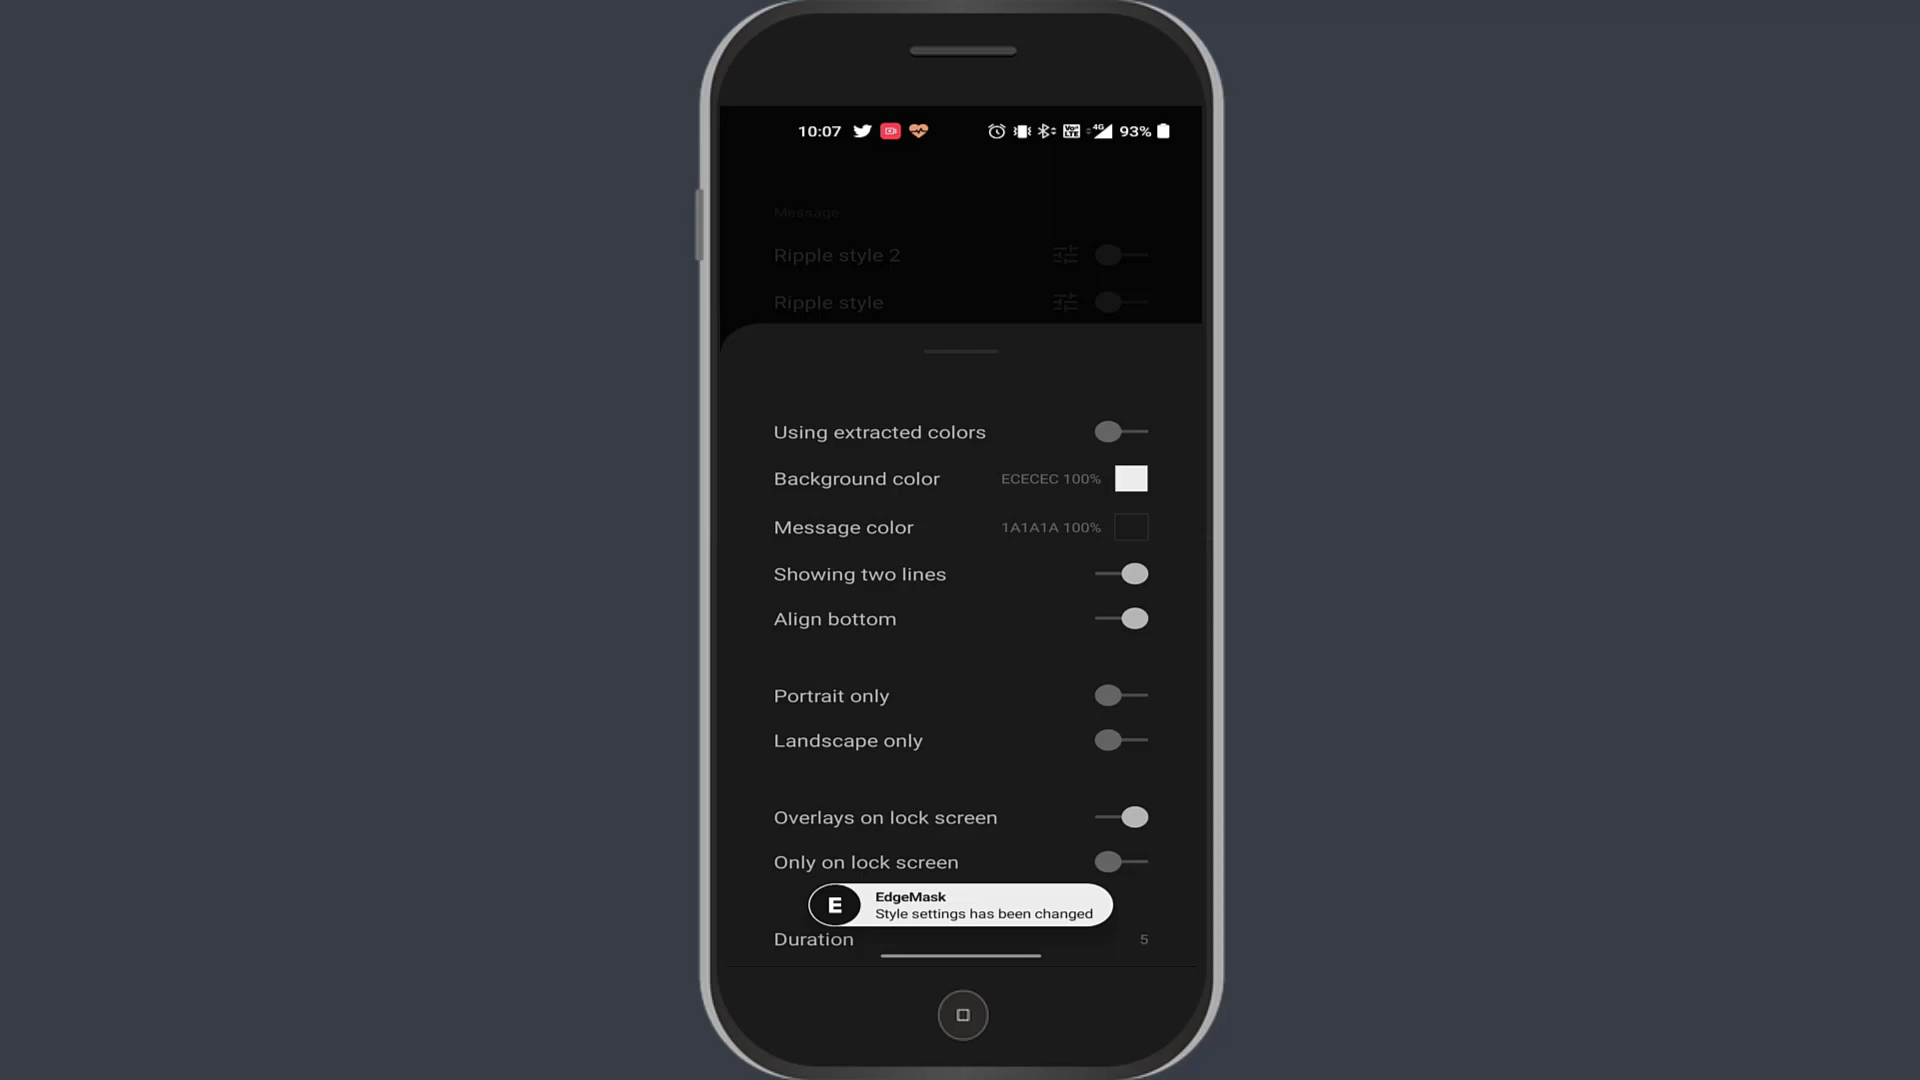 10:07 VoLTE 4G 93%
Message
Ripple style 2
Ripple style
Using extracted colors
Background color ECECEC 100%
Message color 1A1A1A 100%
Showing two lines
Align bottom
Portrait only
Landscape only
Overlays on lock screen
Only on lock screen
E EdgeMask
Style settings has been changed
Duration 5